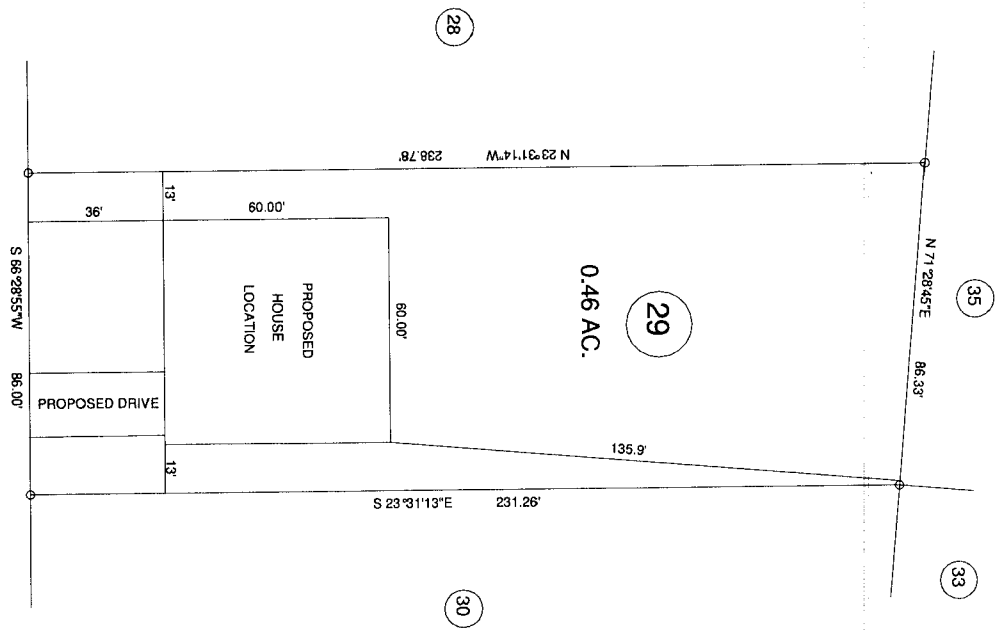 28
N 23°31'14"W 238.78'
35
N 71°28'45"E 86.33'
13'
36'
60.00'
60.00'
PROPOSED
HOUSE
LOCATION
29
0.46 AC.
S 66°28'55"W 86.00'
PROPOSED DRIVE
135.9'
13'
S 23°31'13"E 231.26'
33
30